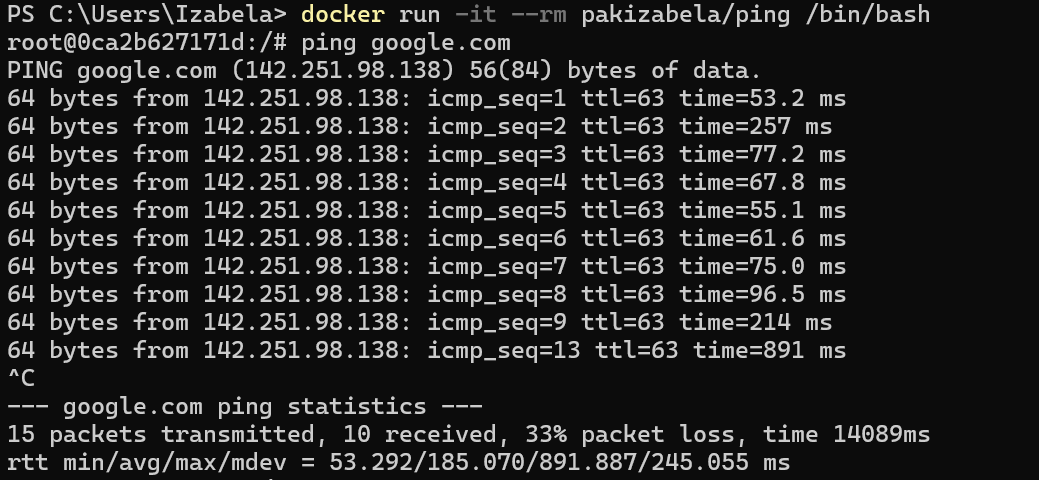 PS C:\Users\Izabela> docker run -it --rm pakizabela/ping /bin/bash
root@0ca2b627171d:/# ping google.com
PING google.com (142.251.98.138) 56(84) bytes of data.
64 bytes from 142.251.98.138: icmp_seq=1 ttl=63 time=53.2 ms
64 bytes from 142.251.98.138: icmp_seq=2 ttl=63 time=257 ms
64 bytes from 142.251.98.138: icmp_seq=3 ttl=63 time=77.2 ms
64 bytes from 142.251.98.138: icmp_seq=4 ttl=63 time=67.8 ms
64 bytes from 142.251.98.138: icmp_seq=5 ttl=63 time=55.1 ms
64 bytes from 142.251.98.138: icmp_seq=6 ttl=63 time=61.6 ms
64 bytes from 142.251.98.138: icmp_seq=7 ttl=63 time=75.0 ms
64 bytes from 142.251.98.138: icmp_seq=8 ttl=63 time=96.5 ms
64 bytes from 142.251.98.138: icmp_seq=9 ttl=63 time=214 ms
64 bytes from 142.251.98.138: icmp_seq=13 ttl=63 time=891 ms
^C
--- google.com ping statistics ---
15 packets transmitted, 10 received, 33% packet loss, time 14089ms
rtt min/avg/max/mdev = 53.292/185.070/891.887/245.055 ms